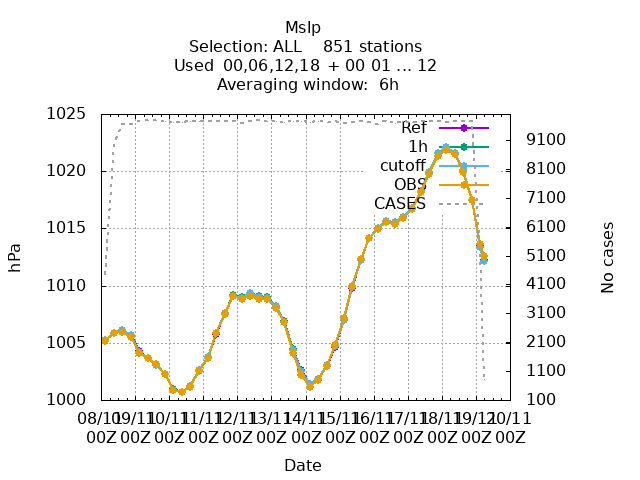 Mslp
Selection: ALL    851 stations
Used  00,06,12,18 + 00 01 ... 12
Averaging window:  6h
1025
1020
1015
1010
1005
1000
hPa
Ref
1h
cutoff
OBS
CASES
9100
8100
7100
6100
5100
4100
3100
2100
1100
100
No cases
08/11 09/11 10/11 11/11 12/11 13/11 14/11 15/11 16/11 17/11 18/11 19/11 20/11
00Z 00Z 00Z 00Z 00Z 00Z 00Z 00Z 00Z 00Z 00Z 00Z 00Z
Date